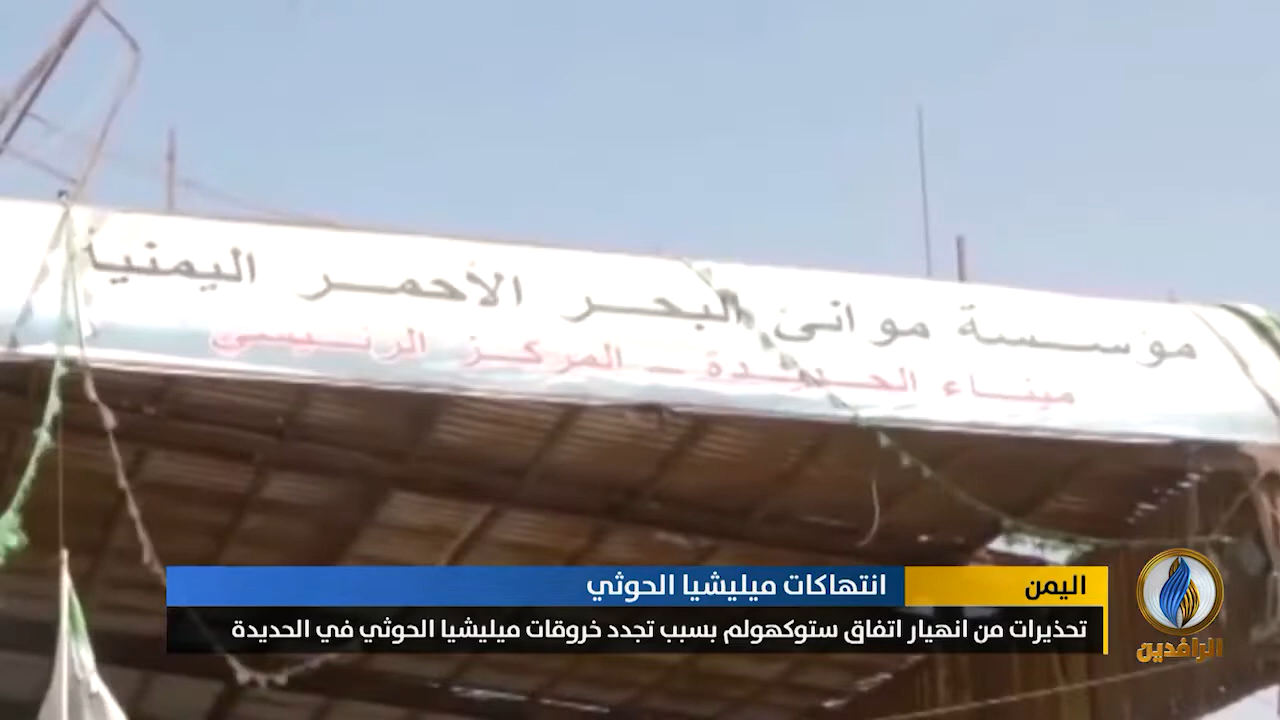 مؤسسة موانئ البحر الأحمر اليمنية
ميناء الحديدة - المركز الرئيسي
اليمن
انتهاكات ميليشيا الحوثي
تحذيرات من انهيار اتفاق ستوكهولم بسبب تجدد خروقات ميليشيا الحوثي في الحديدة
الرافدين